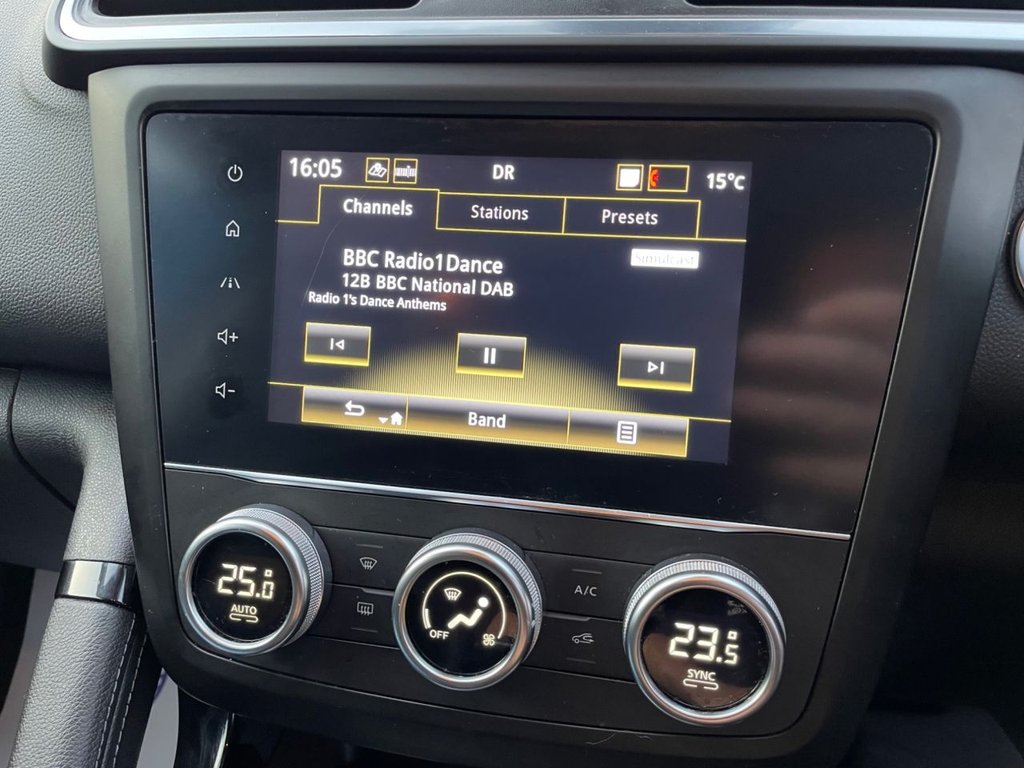 16:05 DR 15°C
Channels Stations Presets
BBC Radio1Dance Simulcast
12B BBC National DAB
Radio 1's Dance Anthems
Band
25.0 A/C
AUTO OFF 23.5
SYNC